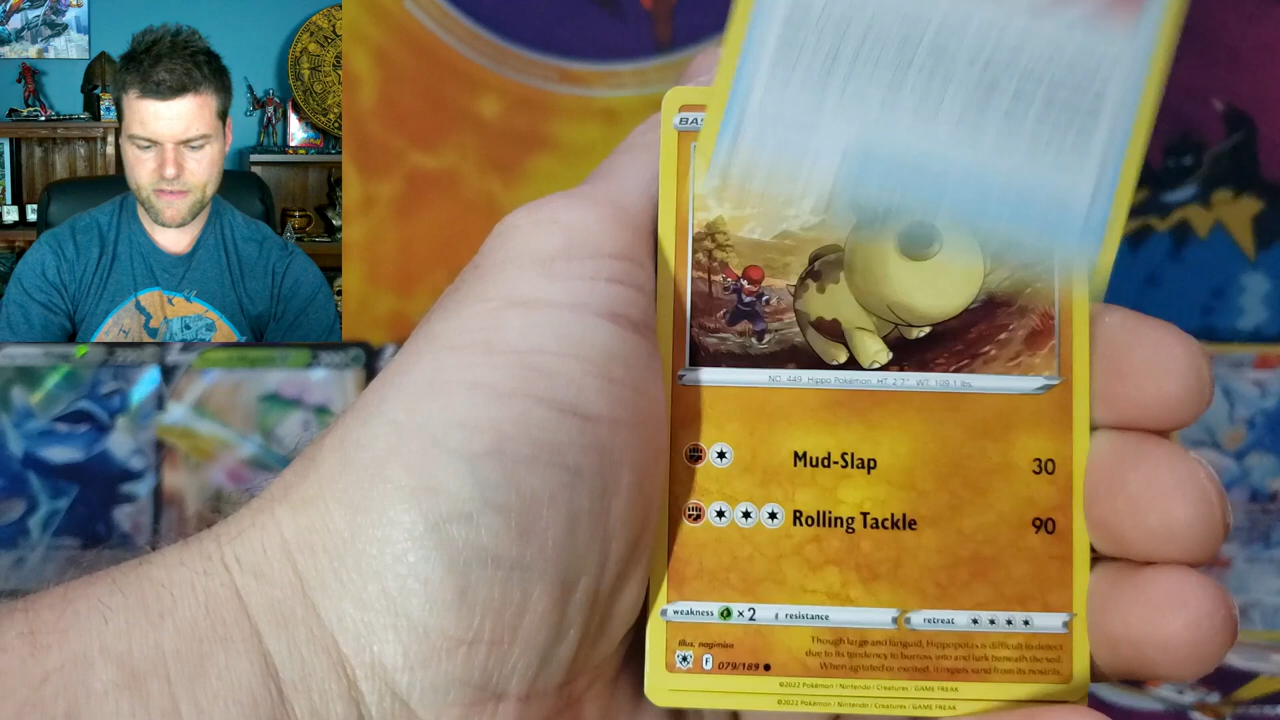 BAS
NO. 449 Hippo Pokémon HT. 2'7" WT. 109.1 lbs.
Mud-Slap 30
Rolling Tackle 90
weakness ×2 resistance retreat
Illus. nagimiso
Though large and languid, Hippopotas is difficult to detect
due to its tendency to burrow into and lurk beneath the soil.
When agitated or excited, it expels sand from its nostrils.
F 079/189
©2022 Pokémon / Nintendo / Creatures / GAME FREAK
©2022 Pokémon / Nintendo / Creatures / GAME FREAK